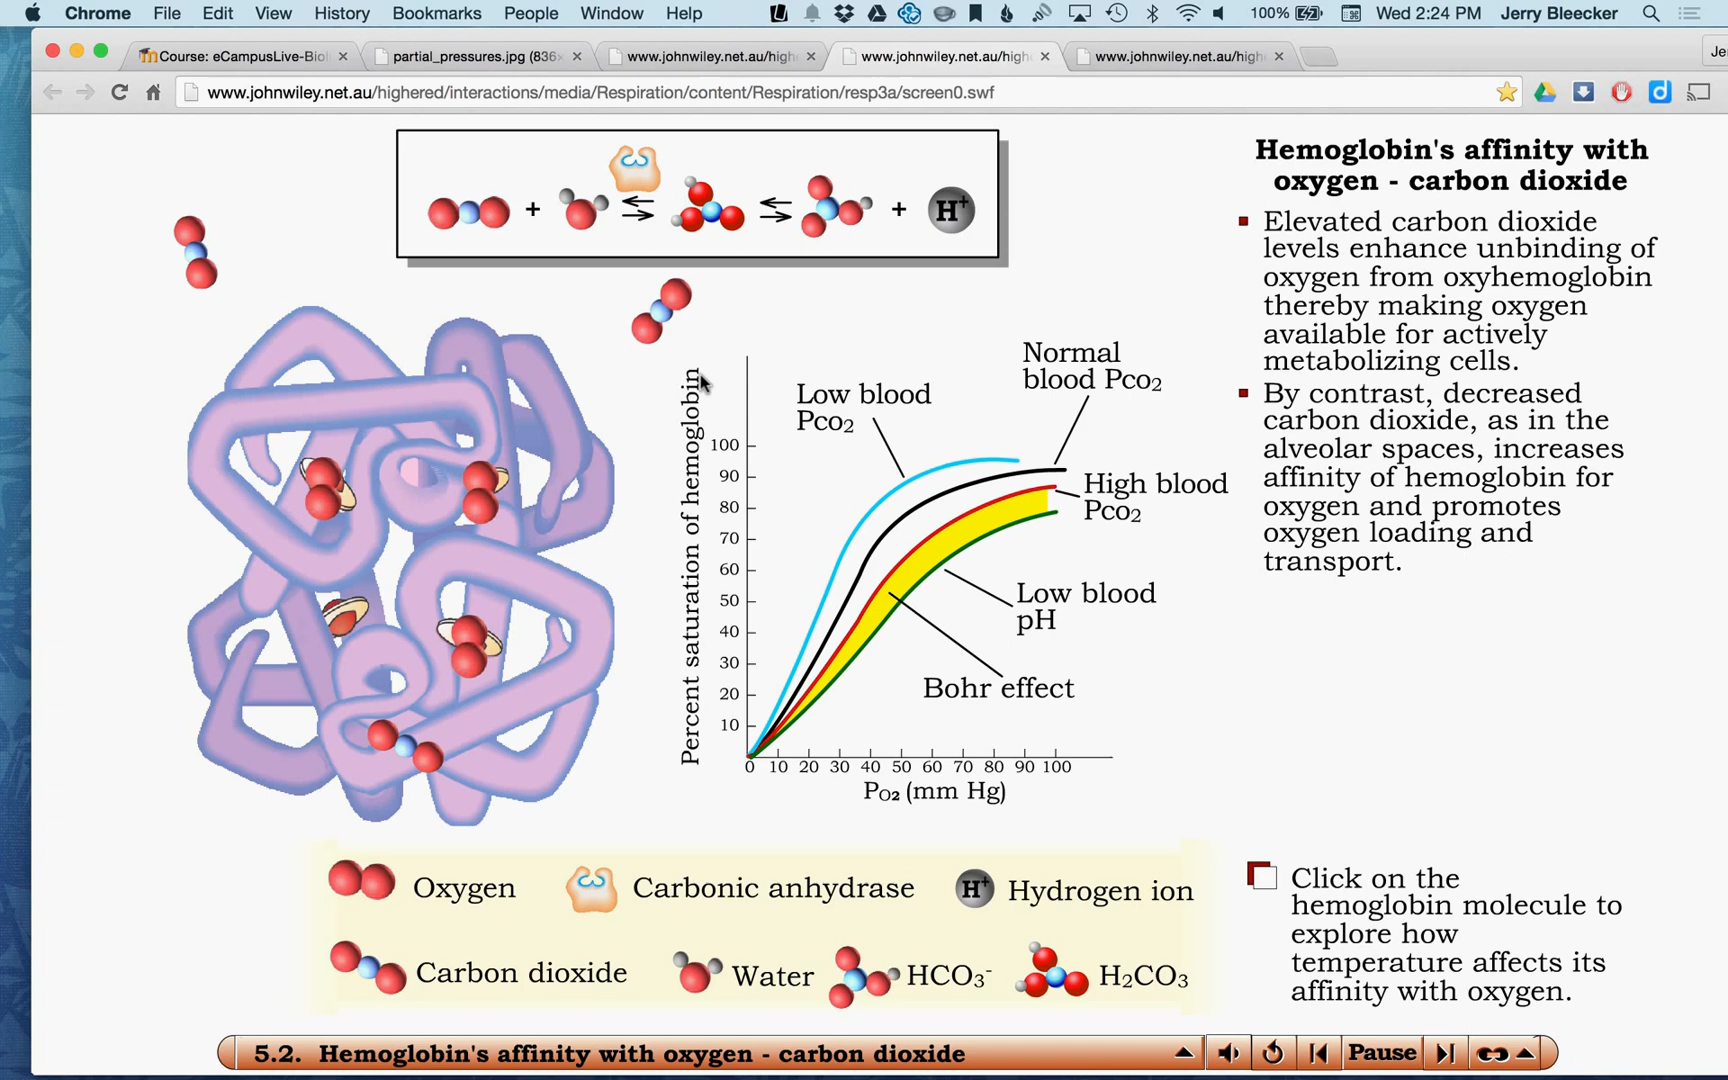 Chrome File Edit View History Bookmarks People Window Help 100% Wed 2:24 PM Jerry Bleecker
Course: eCampusLive-Biol partial_pressures.jpg (836× www.johnwiley.net.au/high www.johnwiley.net.au/high www.johnwiley.net.au/high
www.johnwiley.net.au/highered/interactions/media/Respiration/content/Respiration/resp3a/screen0.swf
+ + H+
Hemoglobin's affinity with
oxygen - carbon dioxide
Elevated carbon dioxide
levels enhance unbinding of
oxygen from oxyhemoglobin
thereby making oxygen
available for actively
metabolizing cells.
By contrast, decreased
carbon dioxide, as in the
alveolar spaces, increases
affinity of hemoglobin for
oxygen and promotes
oxygen loading and
transport.
Percent saturation of hemoglobin
Low blood
Pco2
Normal
blood Pco2
High blood
Pco2
Low blood
pH
Bohr effect
100
90
80
70
60
50
40
30
20
10
0 10 20 30 40 50 60 70 80 90 100
PO2 (mm Hg)
Oxygen Carbonic anhydrase H+ Hydrogen ion
Carbon dioxide Water HCO3- H2CO3
Click on the
hemoglobin molecule to
explore how
temperature affects its
affinity with oxygen.
5.2. Hemoglobin's affinity with oxygen - carbon dioxide Pause